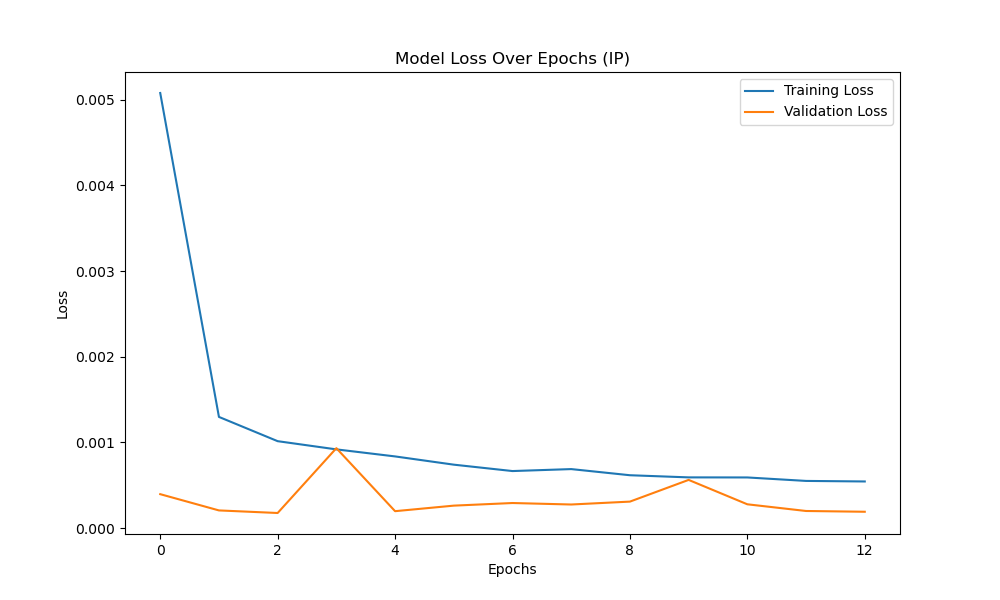 Model Loss Over Epochs (IP)
Training Loss
Validation Loss
0.005
0.004
0.003
0.002
0.001
0.000
Loss
0 2 4 6 8 10 12
Epochs